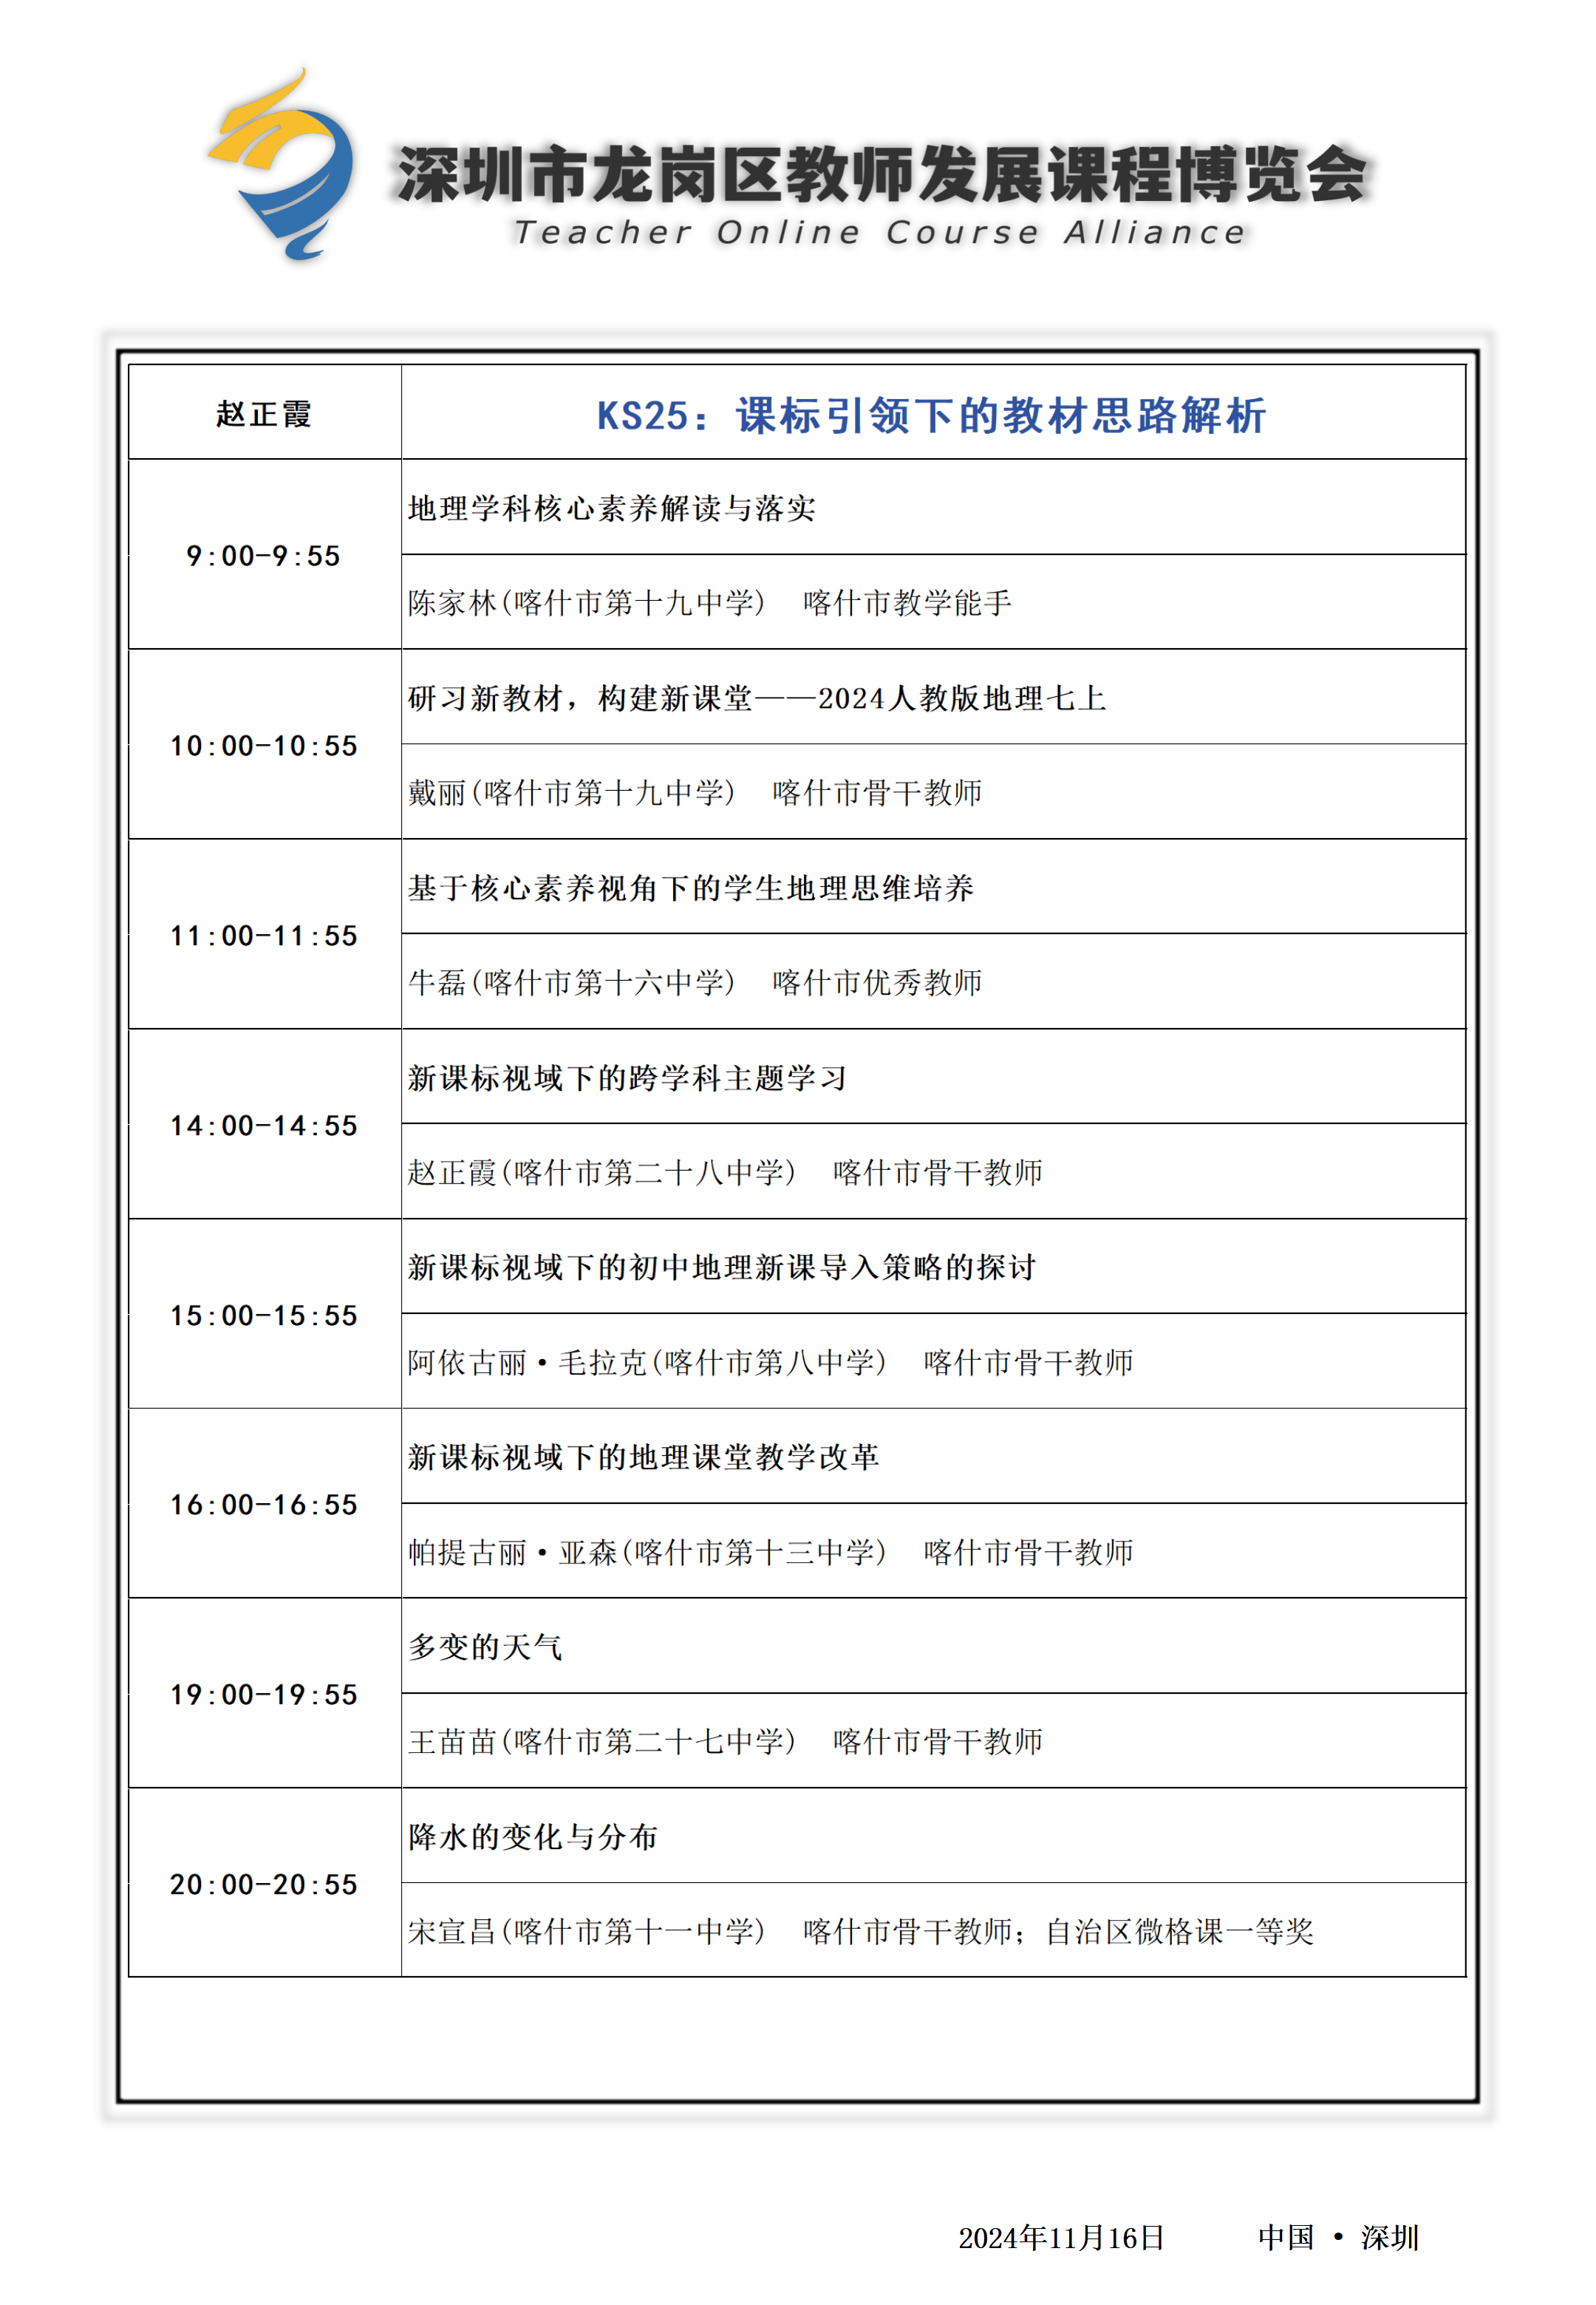 深圳市龙岗区教师发展课程博览会
Teacher Online Course Alliance
赵正霞
KS25：课标引领下的教材思路解析
9:00-9:55
地理学科核心素养解读与落实
陈家林(喀什市第十九中学) 喀什市教学能手
10:00-10:55
研习新教材，构建新课堂——2024人教版地理七上
戴丽(喀什市第十九中学) 喀什市骨干教师
11:00-11:55
基于核心素养视角下的学生地理思维培养
牛磊(喀什市第十六中学) 喀什市优秀教师
14:00-14:55
新课标视域下的跨学科主题学习
赵正霞(喀什市第二十八中学) 喀什市骨干教师
15:00-15:55
新课标视域下的初中地理新课导入策略的探讨
阿依古丽·毛拉克(喀什市第八中学) 喀什市骨干教师
16:00-16:55
新课标视域下的地理课堂教学改革
帕提古丽·亚森(喀什市第十三中学) 喀什市骨干教师
19:00-19:55
多变的天气
王苗苗(喀什市第二十七中学) 喀什市骨干教师
20:00-20:55
降水的变化与分布
宋宣昌(喀什市第十一中学) 喀什市骨干教师；自治区微格课一等奖
2024年11月16日 中国 · 深圳